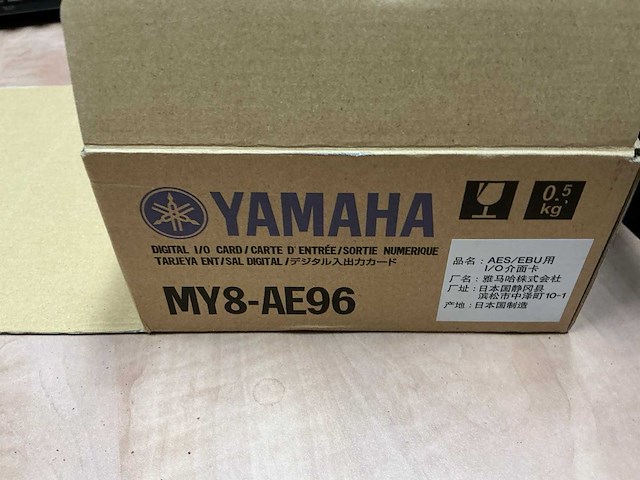 YAMAHA
DIGITAL I/O CARD/CARTE D'ENTRÉE/SORTIE NUMERIQUE
TARJEYA ENT/SAL DIGITAL/デジタル入出力カード
MY8-AE96
0.5
kg
品名：AES/EBU用
I/O介面卡
厂名：雅马哈株式会社
厂址：日本国静冈县
滨松市中泽町10-1
产地：日本国制造